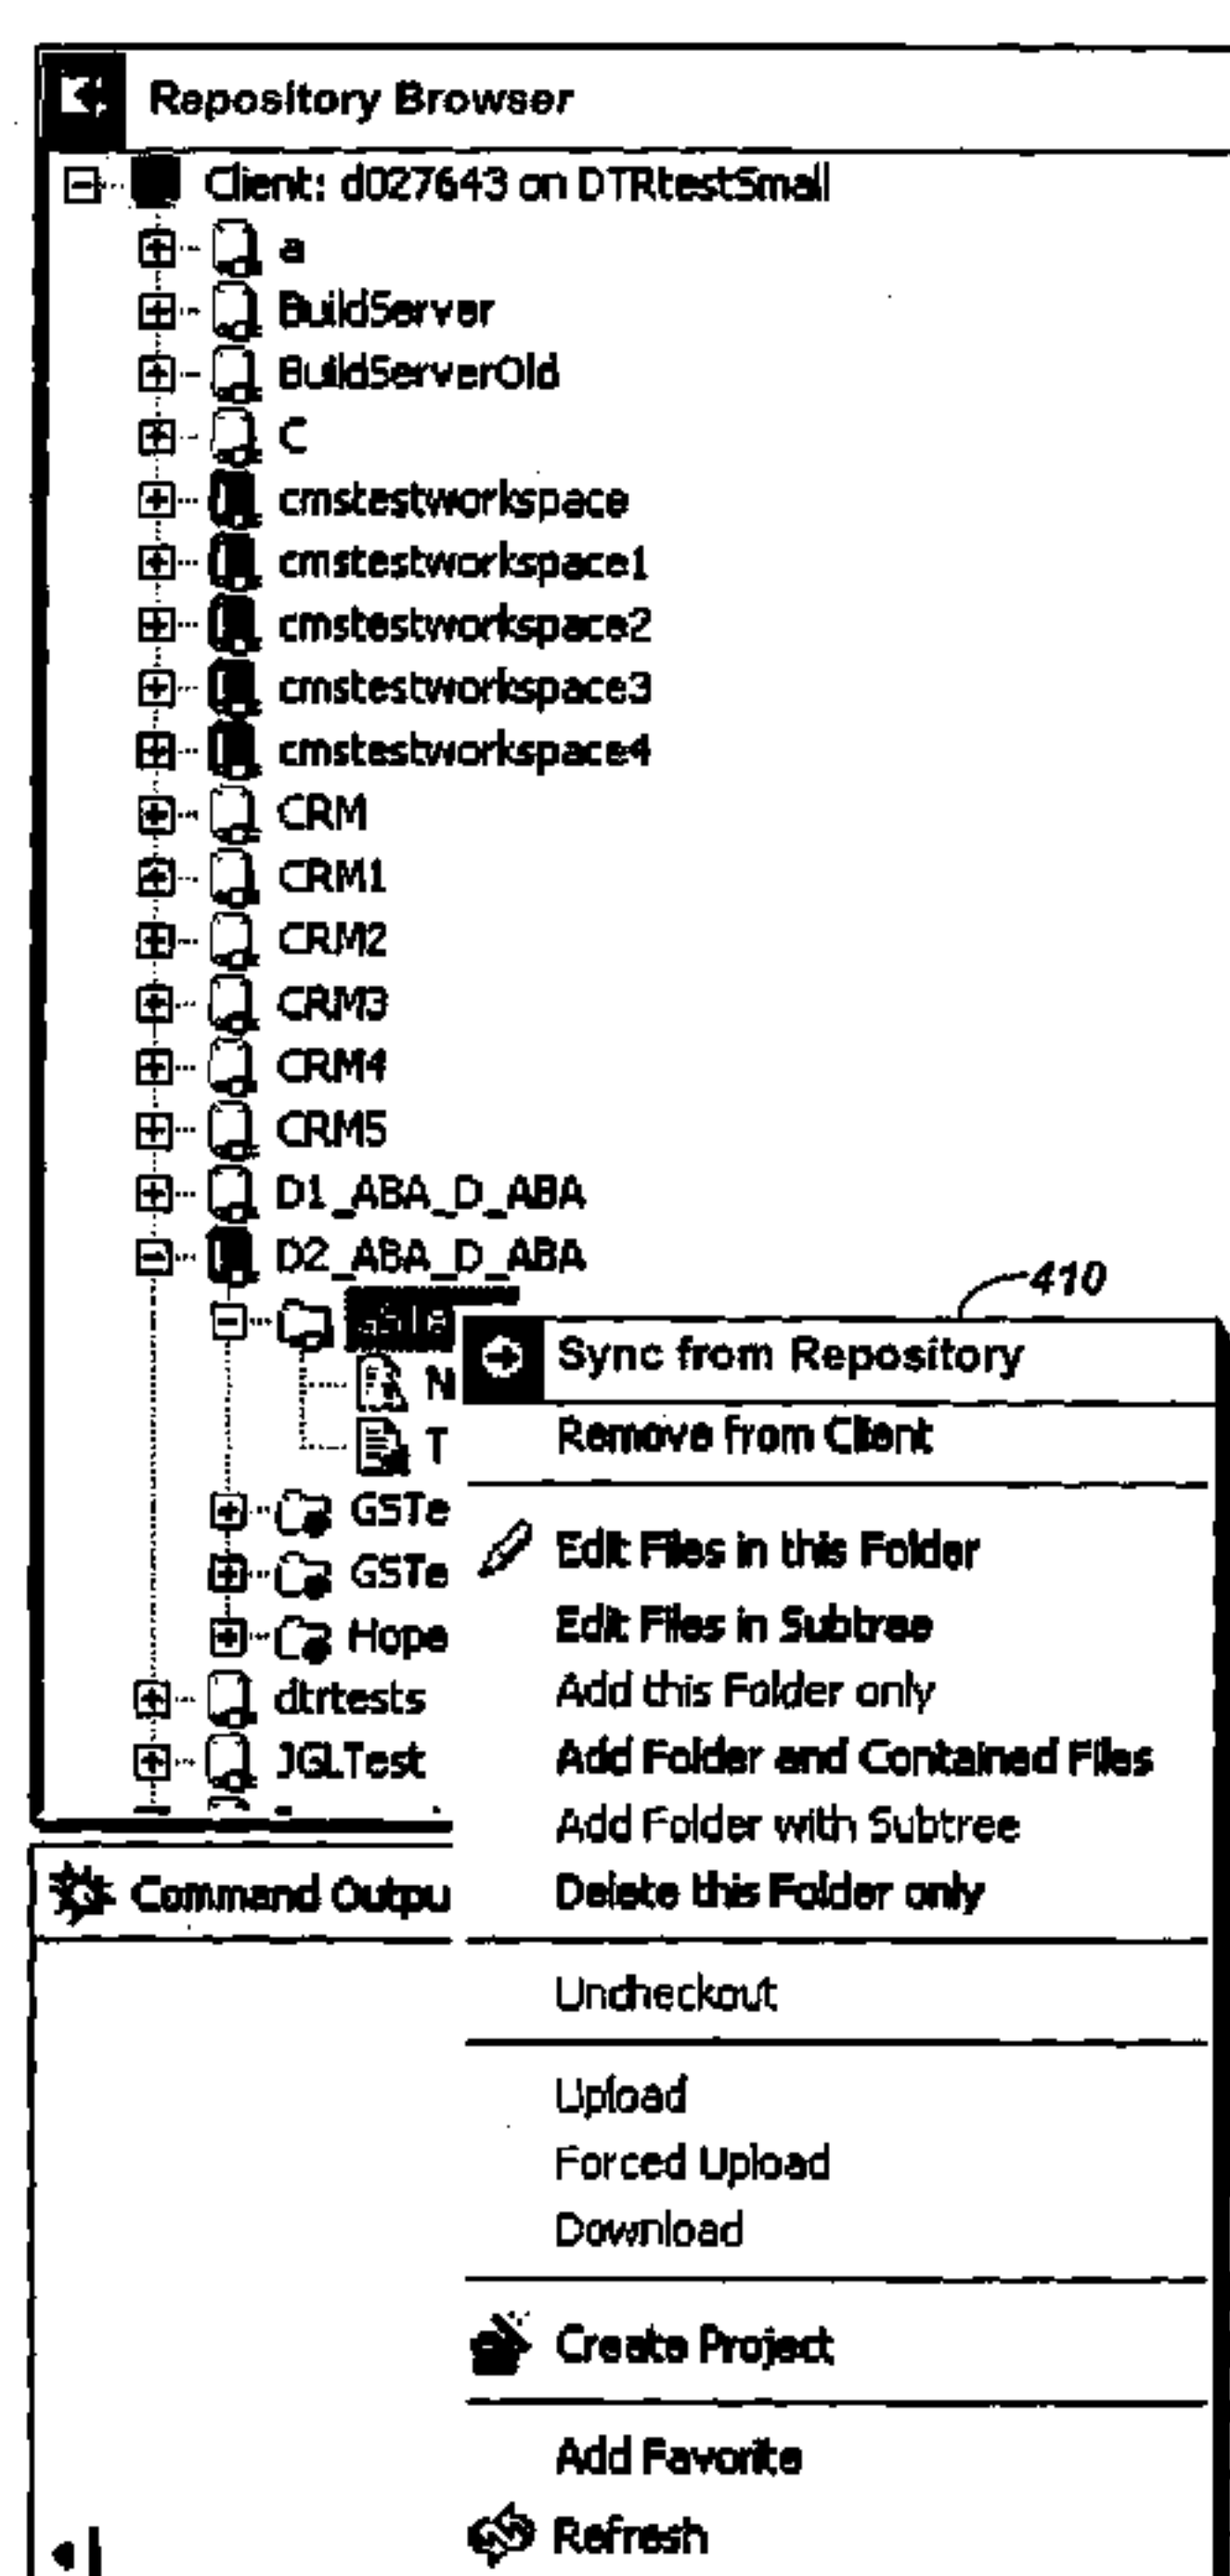 Repository Browser
Client: d027643 on DTRtestSmall
a
BuildServer
BuildServerOld
C
cmstestworkspace
cmstestworkspace1
cmstestworkspace2
cmstestworkspace3
cmstestworkspace4
CRM
CRM1
CRM2
CRM3
CRM4
CRM5
D1_ABA_D_ABA
D2_ABA_D_ABA
410
Sync from Repository
N
Remove from Client
T
GSTe
Edit Files in this Folder
GSTe
Edit Files in Subtree
Hope
Add this Folder only
dtrtests
Add Folder and Contained Files
JGLTest
Add Folder with Subtree
Delete this Folder only
Command Outpu
Uncheckout
Upload
Forced Upload
Download
Create Project
Add Favorite
Refresh